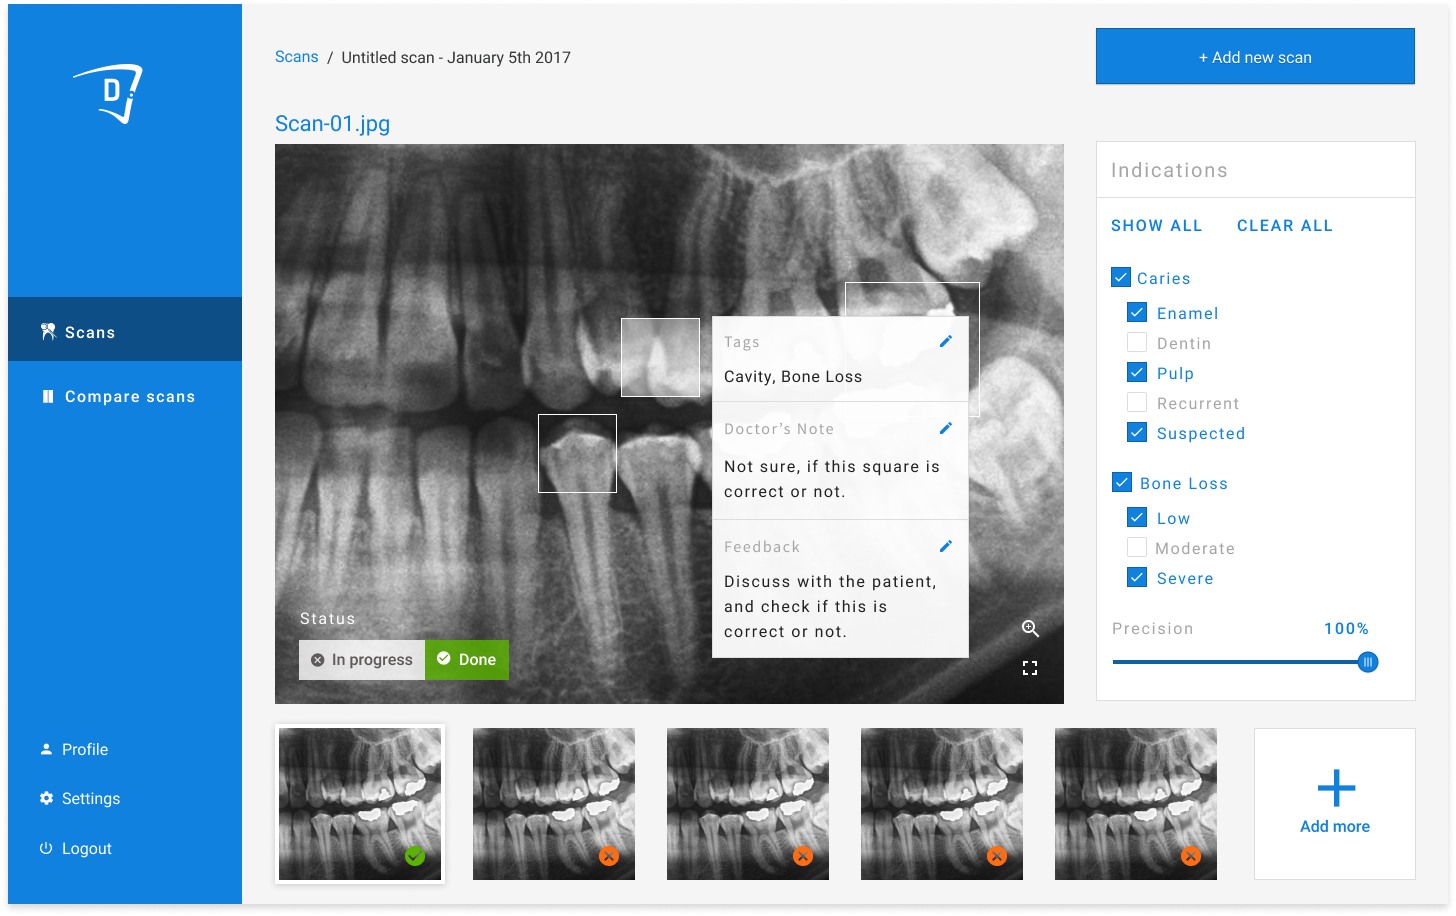 D
Scans / Untitled scan - January 5th 2017
+ Add new scan
Scan-01.jpg
Scans
Compare scans
Profile
Settings
Logout
Tags
Cavity, Bone Loss
Doctor's Note
Not sure, if this square is
correct or not.
Feedback
Discuss with the patient,
and check if this is
correct or not.
Status
In progress
Done
Indications
SHOW ALL CLEAR ALL
Caries
Enamel
Dentin
Pulp
Recurrent
Suspected
Bone Loss
Low
Moderate
Severe
Precision 100%
Add more